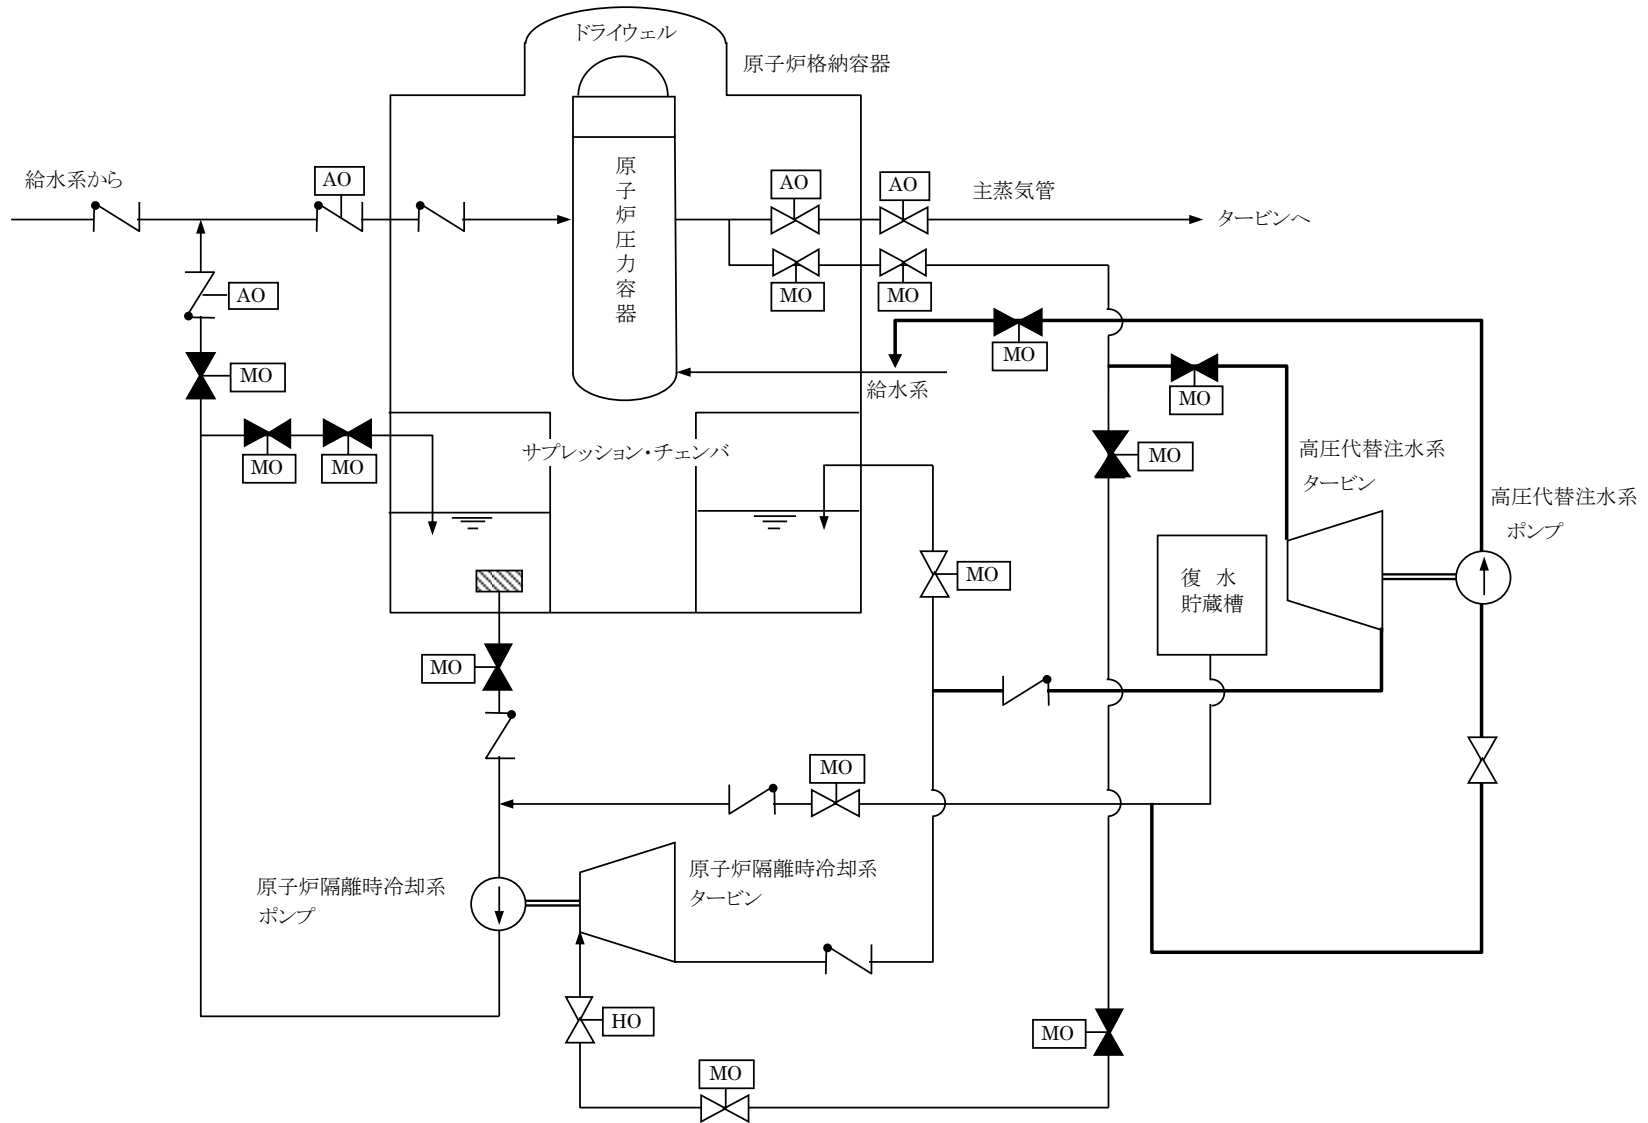 ドライウェル
原子炉格納容器
給水系から
AO
原子炉圧力容器
AO
AO
主蒸気管
タービンへ
AO
MO
MO
MO
MO
MO
給水系
MO
MO
MO
サプレッション・チェンバ
MO
高圧代替注水系
タービン
高圧代替注水系
ポンプ
MO
復 水
貯蔵槽
MO
MO
原子炉隔離時冷却系
ポンプ
原子炉隔離時冷却系
タービン
HO
MO
MO